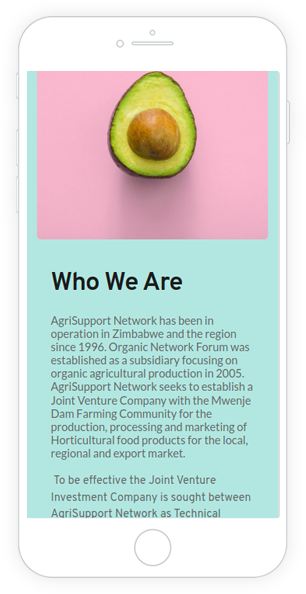 Who We Are
AgriSupport Network has been in
operation in Zimbabwe and the region
since 1996. Organic Network Forum was
established as a subsidiary focusing on
organic agricultural production in 2005.
AgriSupport Network seeks to establish a
Joint Venture Company with the Mwenje
Dam Farming Community for the
production, processing and marketing of
Horticultural food products for the local,
regional and export market.
To be effective the Joint Venture
Investment Company is sought between
AgriSupport Network as Technical